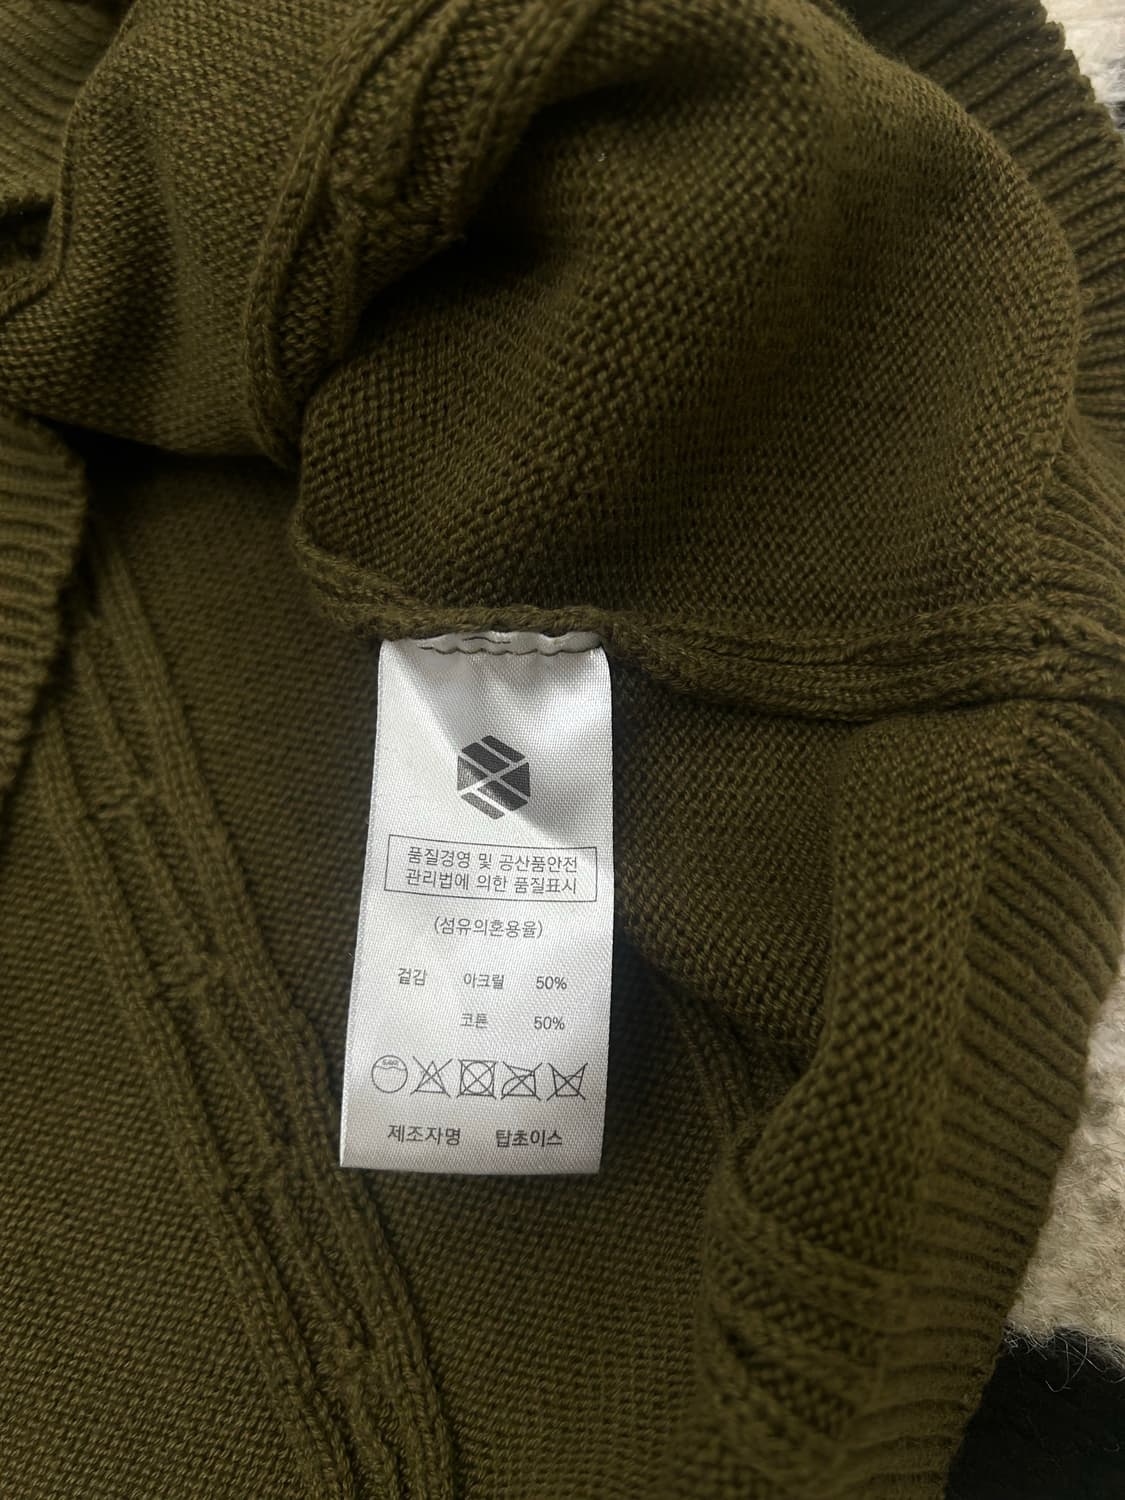 품질경영 및 공산품안전
관리법에 의한 품질표시
(섬유의혼용율)
겉감 아크릴 50%
코튼 50%
제조자명 탑초이스